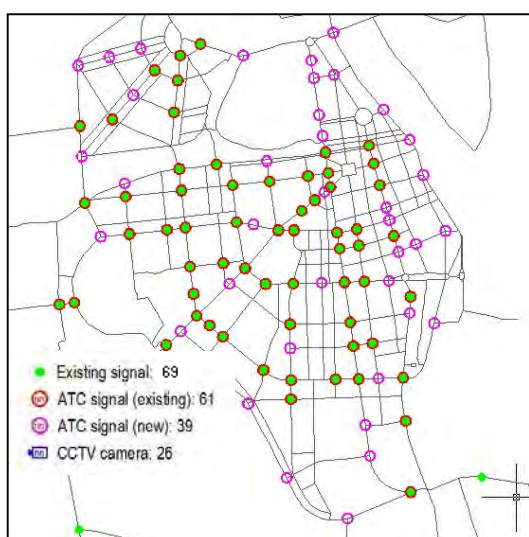 Existing signal: 69
ATC signal (existing): 61
ATC signal (new): 39
CCTV camera: 26